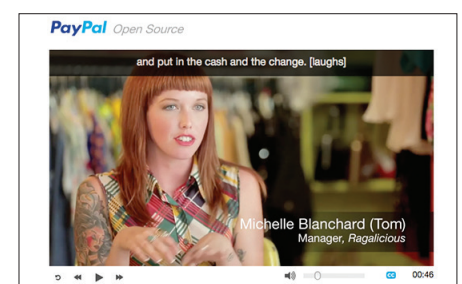 PayPal Open Source
and put in the cash and the change. [laughs]
Michelle Blanchard (Tom)
Manager, Ragalicious
CC 00:46